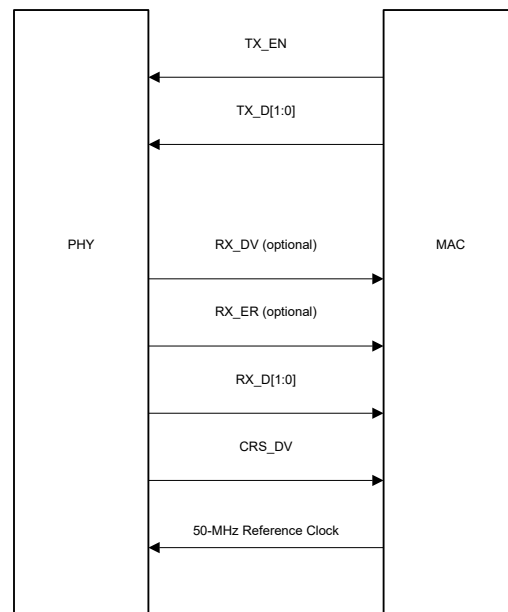 TX_EN
TX_D[1:0]
PHY
RX_DV (optional)
MAC
RX_ER (optional)
RX_D[1:0]
CRS_DV
50-MHz Reference Clock